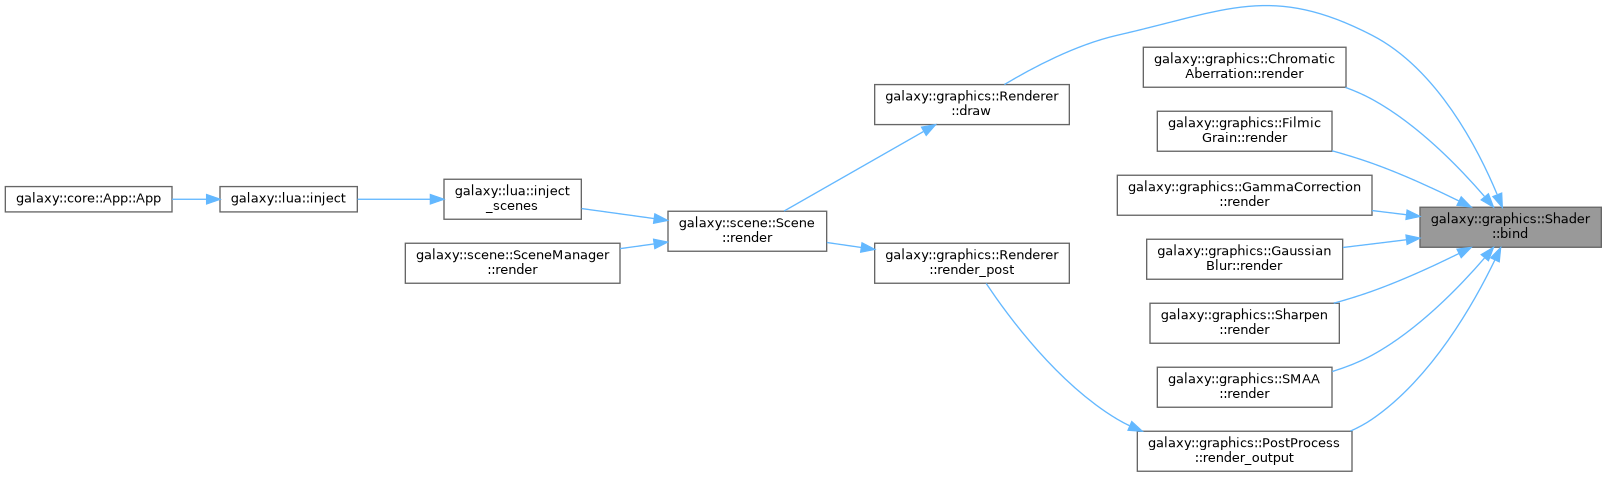 galaxy::core::App::App
galaxy::lua::inject
galaxy::lua::inject
_scenes
galaxy::scene::SceneManager
::render
galaxy::scene::Scene
::render
galaxy::graphics::Renderer
::draw
galaxy::graphics::Renderer
::render_post
galaxy::graphics::Chromatic
Aberration::render
galaxy::graphics::Filmic
Grain::render
galaxy::graphics::GammaCorrection
::render
galaxy::graphics::Gaussian
Blur::render
galaxy::graphics::Sharpen
::render
galaxy::graphics::SMAA
::render
galaxy::graphics::PostProcess
::render_output
galaxy::graphics::Shader
::bind